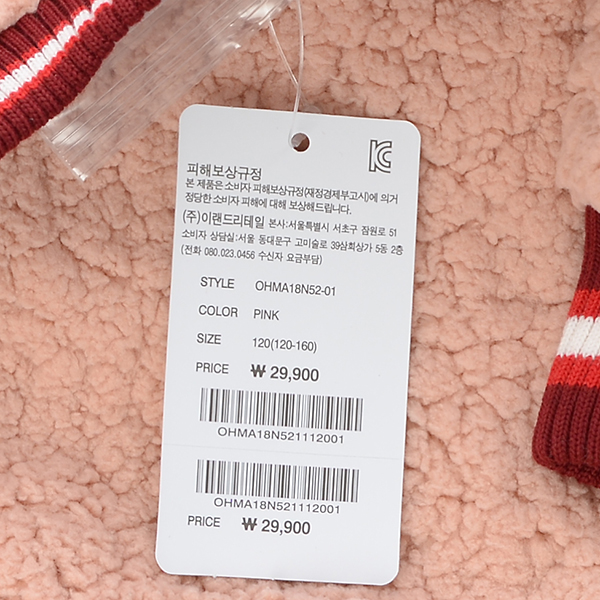 피해보상규정
본 제품은 소비자 피해보상규정(재정경제부고시)에 의거
정당한 소비자 피해에 대해 보상해드립니다.
(주)이랜드리테일 본사:서울특별시 서초구 잠원로 51
소비자 상담실:서울 동대문구 고미술로 39삼희상가 5동 2층
(전화 080.023.0456 수신자 요금부담)
STYLE OHMA18N52-01
COLOR PINK
SIZE 120(120-160)
PRICE ₩ 29,900
OHMA18N521112001
OHMA18N521112001
PRICE ₩ 29,900